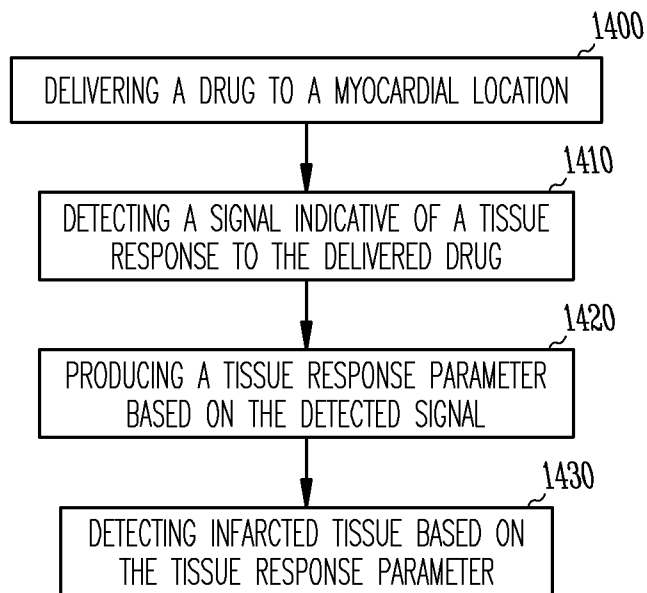 1400
DELIVERING A DRUG TO A MYOCARDIAL LOCATION
1410
DETECTING A SIGNAL INDICATIVE OF A TISSUE
RESPONSE TO THE DELIVERED DRUG
1420
PRODUCING A TISSUE RESPONSE PARAMETER
BASED ON THE DETECTED SIGNAL
1430
DETECTING INFARCTED TISSUE BASED ON
THE TISSUE RESPONSE PARAMETER